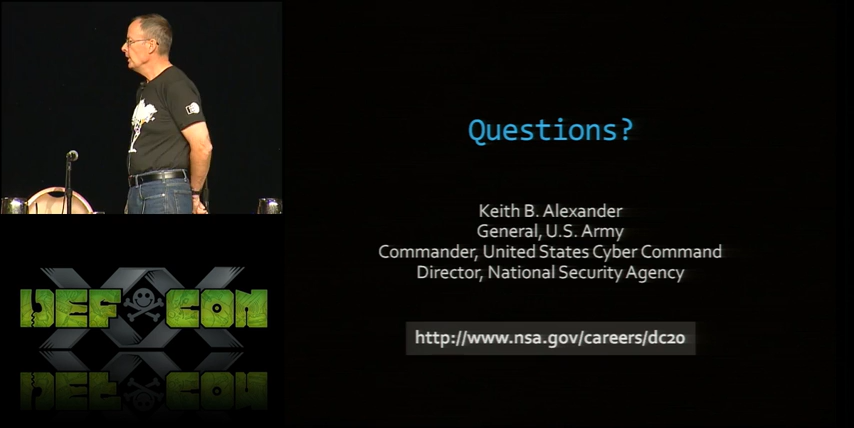 Questions?
Keith B. Alexander
General, U.S. Army
Commander, United States Cyber Command
Director, National Security Agency
http://www.nsa.gov/careers/dc20
XX
DEF CON